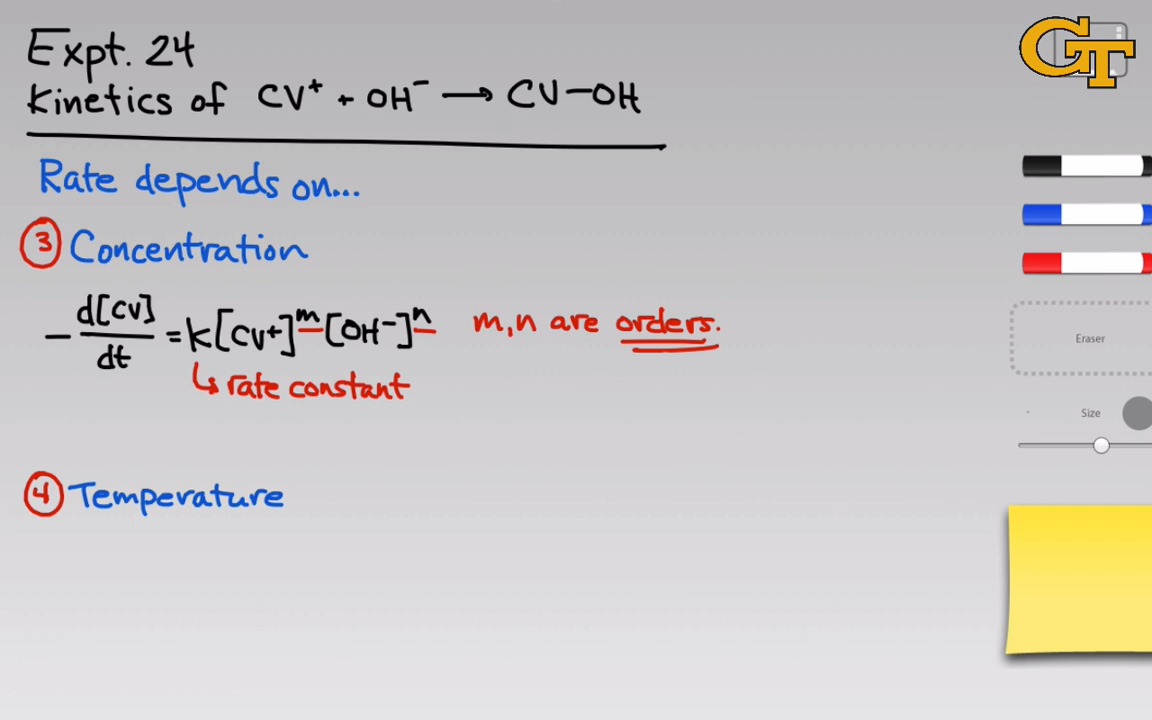 Expt. 24
GT
Kinetics of CV⁺ + OH⁻ → CV–OH
Rate depends on...
③ Concentration
- d[CV]/dt = k[CV+]ᵐ[OH⁻]ⁿ m,n are orders.
↳ rate constant
④ Temperature
Eraser
Size